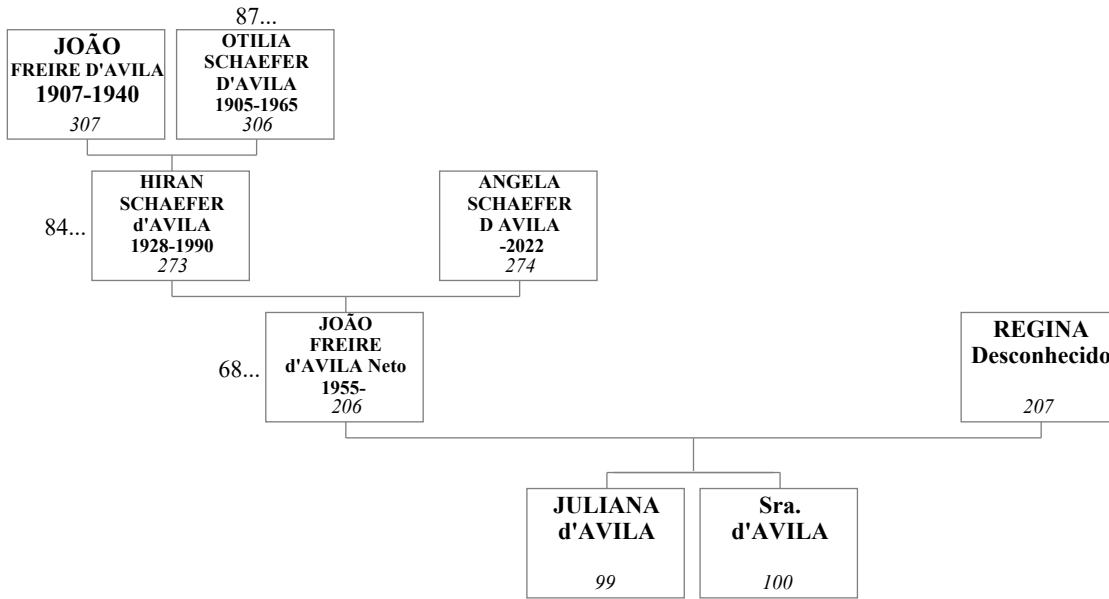 87...
JOÃO
FREIRE D'AVILA
1907-1940
307
OTILIA
SCHAEFER
D'AVILA
1905-1965
306
84...
HIRAN
SCHAEFER
d'AVILA
1928-1990
273
ANGELA
SCHAEFER
D AVILA
-2022
274
68...
JOÃO
FREIRE
d'AVILA Neto
1955-
206
REGINA
Desconhecido
207
JULIANA
d'AVILA
99
Sra.
d'AVILA
100